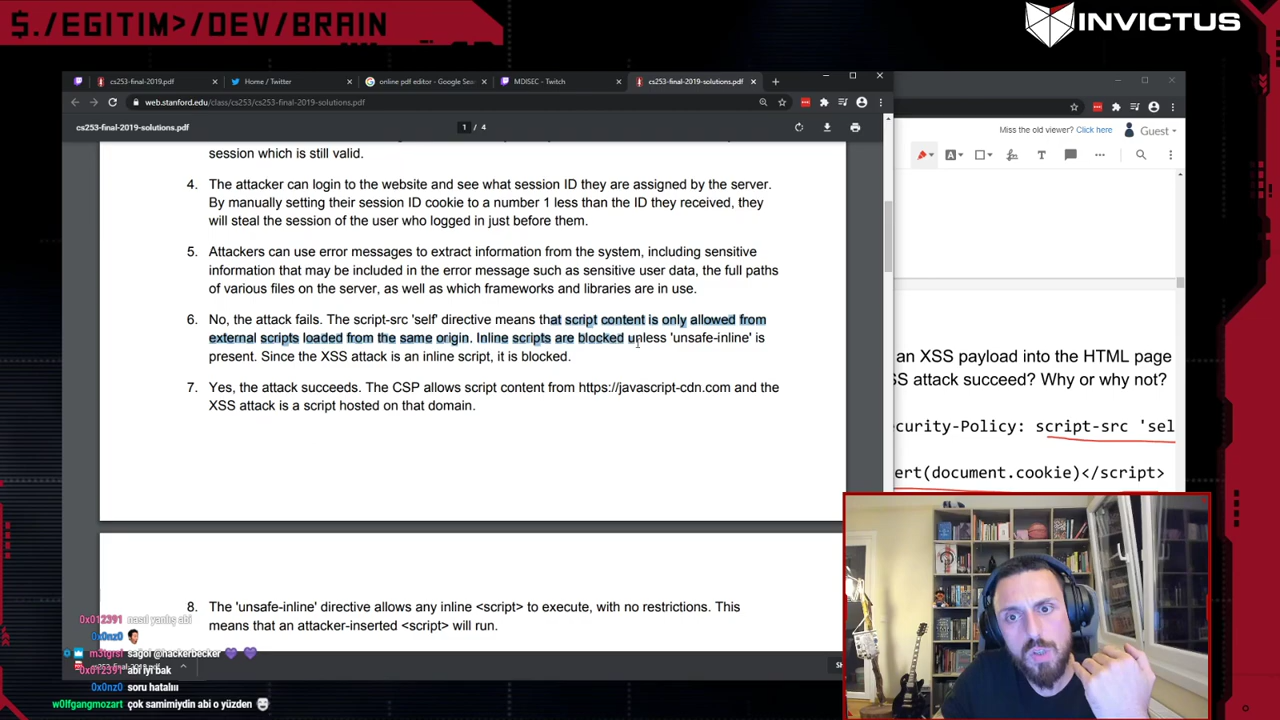 $./EGITIM>/DEV/BRAIN
INVICTUS
cs253-final-2019.pdf
Home / Twitter
online pdf editor - Google Sea
MDISEC - Twitch
cs253-final-2019-solutions.pdf
web.stanford.edu/class/cs253/cs253-final-2019-solutions.pdf
cs253-final-2019-solutions.pdf
1 / 4
Miss the old viewer? Click here
Guest
session which is still valid.
4. The attacker can login to the website and see what session ID they are assigned by the server.
By manually setting their session ID cookie to a number 1 less than the ID they received, they
will steal the session of the user who logged in just before them.
5. Attackers can use error messages to extract information from the system, including sensitive
information that may be included in the error message such as sensitive user data, the full paths
of various files on the server, as well as which frameworks and libraries are in use.
6. No, the attack fails. The script-src 'self' directive means that script content is only allowed from
external scripts loaded from the same origin. Inline scripts are blocked unless 'unsafe-inline' is
present. Since the XSS attack is an inline script, it is blocked.
7. Yes, the attack succeeds. The CSP allows script content from https://javascript-cdn.com and the
XSS attack is a script hosted on that domain.
an XSS payload into the HTML page
SS attack succeed? Why or why not?
ecurity-Policy: script-src 'sel
ert(document.cookie)</script>
8. The 'unsafe-inline' directive allows any inline <script> to execute, with no restrictions. This
means that an attacker-inserted <script> will run.
0x012391 nasıl yanlış abi
0x0nz0
m3tgrst sagol @hackerbecker
0x012391 abi iyi bak
0x0nz0 soru hatalııı
w0lfgangmozart çok samimiydin abi o yüzden